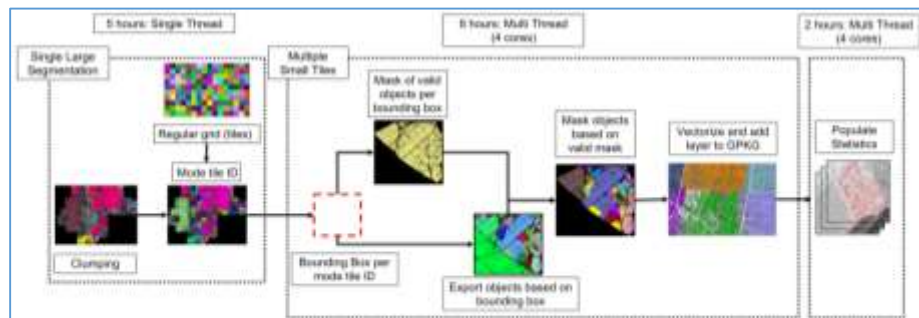 5 hours: Single Thread
6 hours: Multi Thread
(4 cores)
2 hours: Multi Thread
(4 cores)
Single Large
Segmentation
Multiple
Small Tiles
Mask of valid
objects per
bounding box
Regular grid (tiles)
Mode tile ID
Mask objects
based on
valid mask
Vectorize and add
layer to GPKG
Populate
Statistics
Clumping
Bounding Box per
mode tile ID
Export objects based on
bounding box